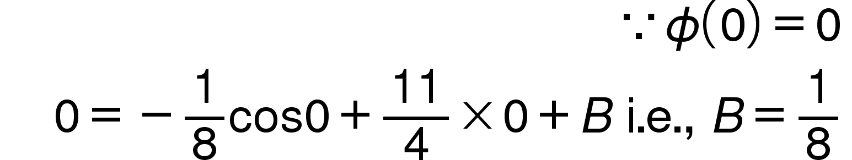 ∵ ϕ(0) = 0
0 = − 1/8 cos0 + 11/4 × 0 + B i.e., B = 1/8